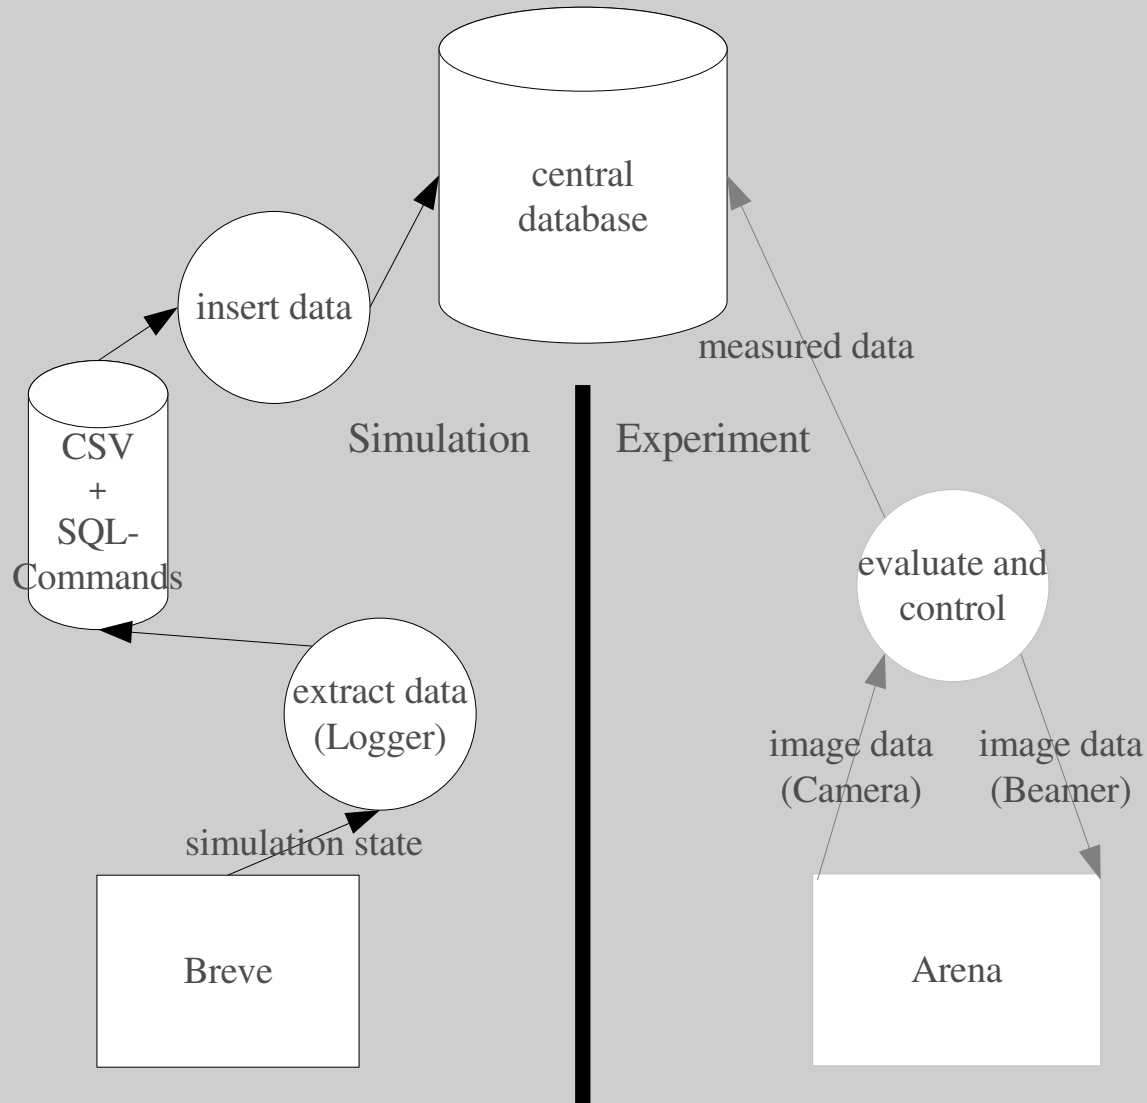 central
database
insert data
measured data
CSV
+
SQL-
Commands
Simulation
Experiment
evaluate and
control
extract data
(Logger)
image data
(Camera)
image data
(Beamer)
simulation state
Breve
Arena